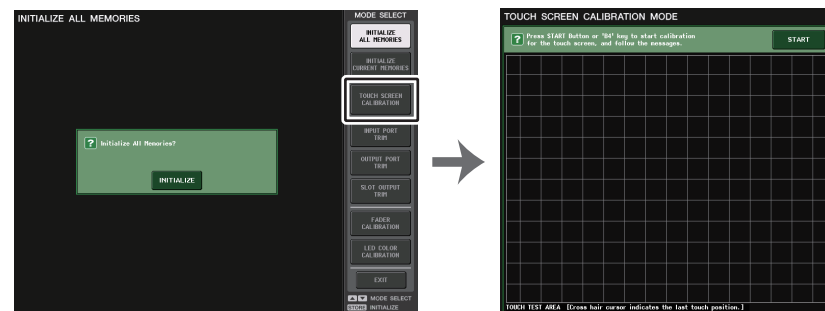 INITIALIZE ALL MEMORIES
Initialize All Memories?
INITIALIZE
MODE SELECT
INITIALIZE
ALL MEMORIES
INITIALIZE
CURRENT MEMORIES
TOUCH SCREEN
CALIBRATION
INPUT PORT
TRIM
OUTPUT PORT
TRIM
SLOT OUTPUT
TRIM
FADER
CALIBRATION
LED COLOR
CALIBRATION
EXIT
MODE SELECT
STORE INITIALIZE
TOUCH SCREEN CALIBRATION MODE
Press START Button or 'B4' key to start calibration
for the touch screen, and follow the messages.
START
TOUCH TEST AREA [Cross hair cursor indicates the last touch position.]